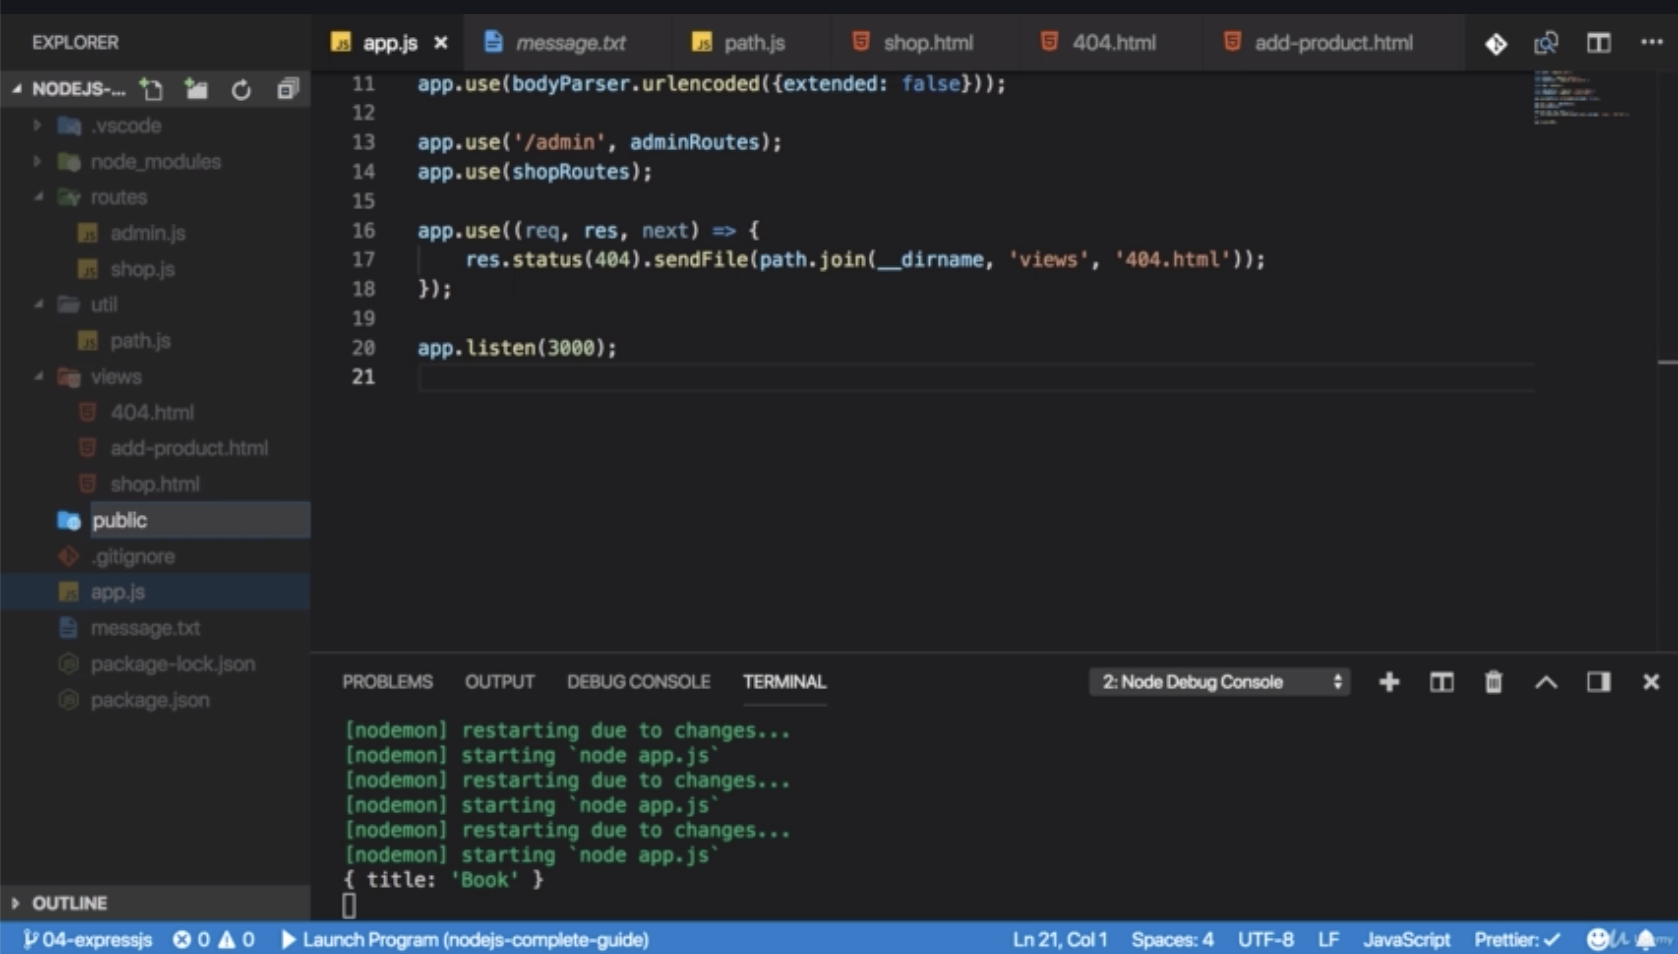 EXPLORER
app.js
message.txt
path.js
shop.html
404.html
add-product.html
NODEJS-...
.vscode
node_modules
routes
admin.js
shop.js
util
path.js
views
404.html
add-product.html
shop.html
public
.gitignore
app.js
message.txt
package-lock.json
package.json
OUTLINE
11 app.use(bodyParser.urlencoded({extended: false}));
12
13 app.use('/admin', adminRoutes);
14 app.use(shopRoutes);
15
16 app.use((req, res, next) => {
17 res.status(404).sendFile(path.join(__dirname, 'views', '404.html'));
18 });
19
20 app.listen(3000);
21
PROBLEMS OUTPUT DEBUG CONSOLE TERMINAL 2: Node Debug Console
[nodemon] restarting due to changes...
[nodemon] starting `node app.js`
[nodemon] restarting due to changes...
[nodemon] starting `node app.js`
[nodemon] restarting due to changes...
[nodemon] starting `node app.js`
{ title: 'Book' }
04-expressjs 0 0 Launch Program (nodejs-complete-guide) Ln 21, Col 1 Spaces: 4 UTF-8 LF JavaScript Prettier: ✓